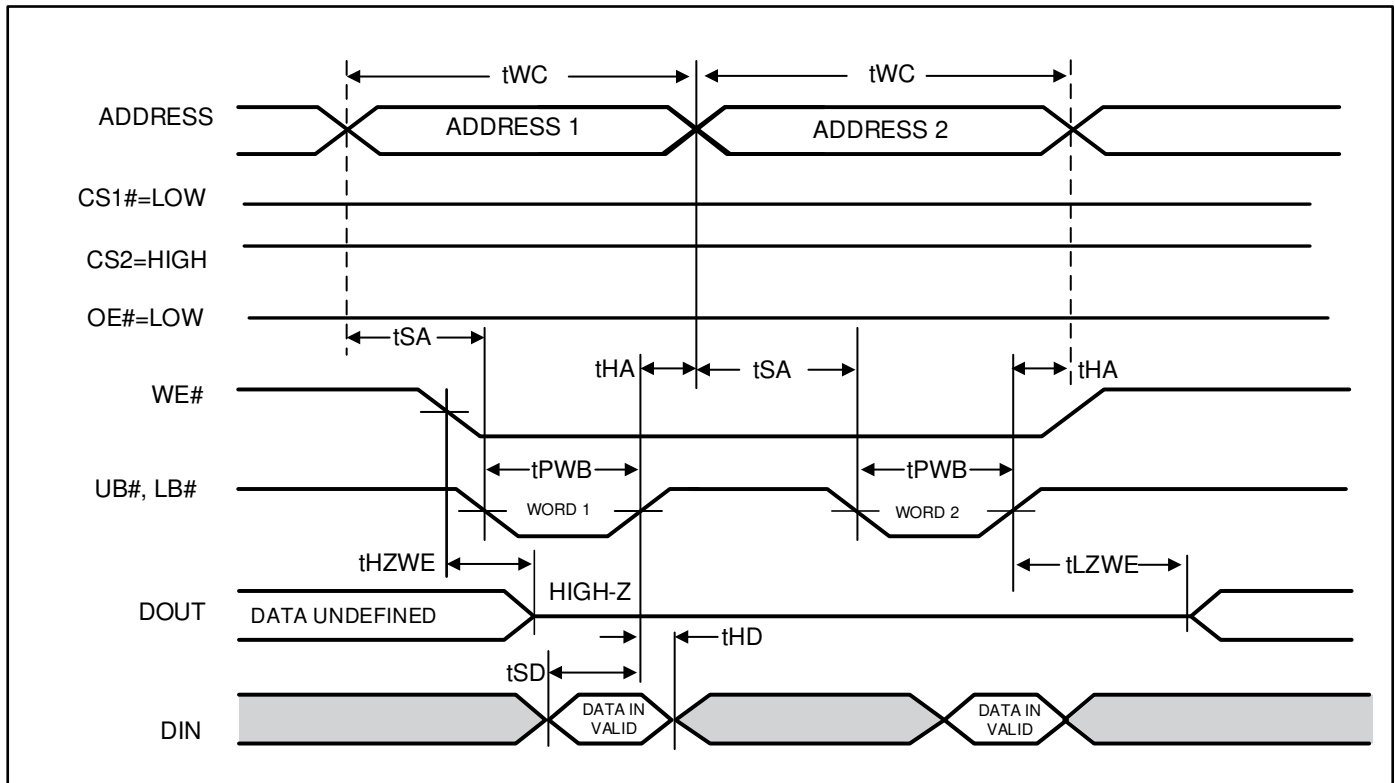 tWC
tWC
ADDRESS
ADDRESS 1
ADDRESS 2
CS1#=LOW
CS2=HIGH
OE#=LOW
tSA
tHA
tSA
tHA
WE#
tPWB
tPWB
UB#, LB#
WORD 1
WORD 2
tHZWE
tLZWE
HIGH-Z
DOUT
DATA UNDEFINED
tHD
tSD
DIN
DATA IN
VALID
DATA IN
VALID